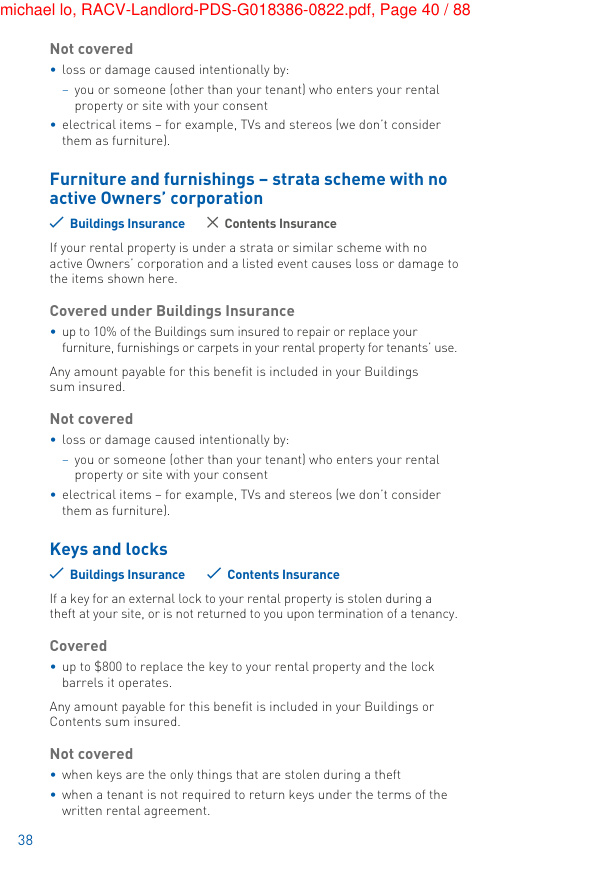 michael lo, RACV-Landlord-PDS-G018386-0822.pdf, Page 40 / 88
Not covered
• loss or damage caused intentionally by:
– you or someone (other than your tenant) who enters your rental
property or site with your consent
• electrical items – for example, TVs and stereos (we don’t consider
them as furniture).
Furniture and furnishings – strata scheme with no
active Owners’ corporation
✓ Buildings Insurance ✕ Contents Insurance
If your rental property is under a strata or similar scheme with no
active Owners’ corporation and a listed event causes loss or damage to
the items shown here.
Covered under Buildings Insurance
• up to 10% of the Buildings sum insured to repair or replace your
furniture, furnishings or carpets in your rental property for tenants’ use.
Any amount payable for this benefit is included in your Buildings
sum insured.
Not covered
• loss or damage caused intentionally by:
– you or someone (other than your tenant) who enters your rental
property or site with your consent
• electrical items – for example, TVs and stereos (we don’t consider
them as furniture).
Keys and locks
✓ Buildings Insurance ✓ Contents Insurance
If a key for an external lock to your rental property is stolen during a
theft at your site, or is not returned to you upon termination of a tenancy.
Covered
• up to $800 to replace the key to your rental property and the lock
barrels it operates.
Any amount payable for this benefit is included in your Buildings or
Contents sum insured.
Not covered
• when keys are the only things that are stolen during a theft
• when a tenant is not required to return keys under the terms of the
written rental agreement.
38